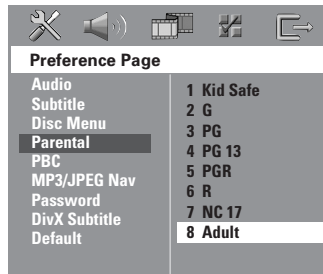 Preference Page
Audio
Subtitle
Disc Menu
Parental
PBC
MP3/JPEG Nav
Password
DivX Subtitle
Default
1 Kid Safe
2 G
3 PG
4 PG 13
5 PGR
6 R
7 NC 17
8 Adult